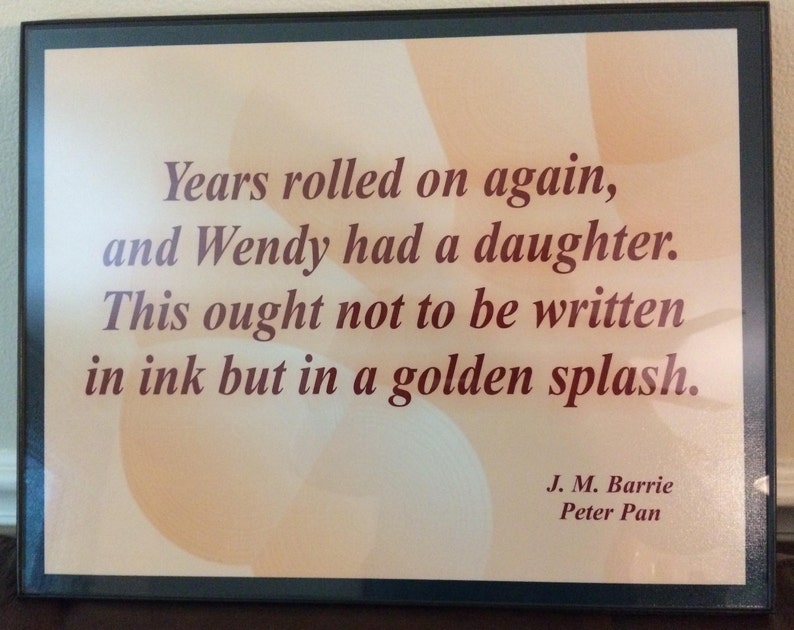 Years rolled on again,
and Wendy had a daughter.
This ought not to be written
in ink but in a golden splash.
J. M. Barrie
Peter Pan